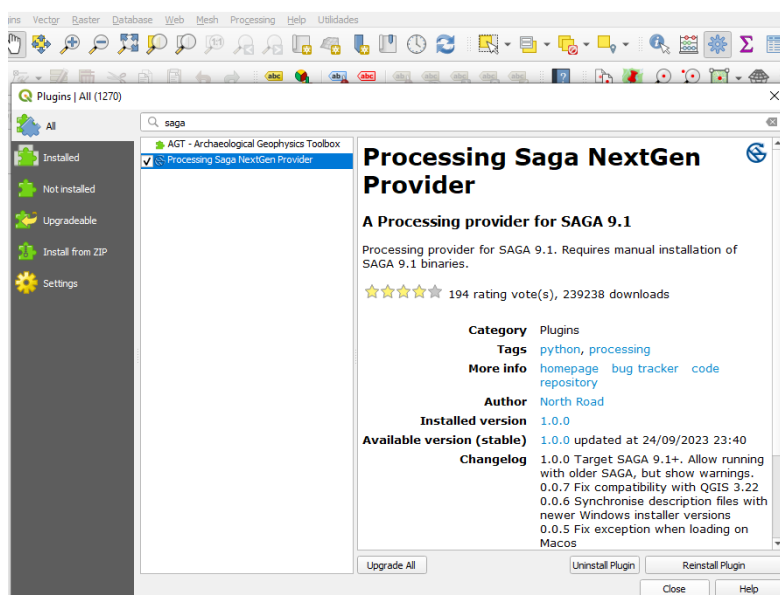 ins Vector Raster Database Web Mesh Processing Help Utilidades
abc abc abc
Plugins | All (1270)
All
saga
Installed
Not installed
Upgradeable
Install from ZIP
Settings
AGT - Archaeological Geophysics Toolbox
Processing Saga NextGen Provider
Processing Saga NextGen
Provider
A Processing provider for SAGA 9.1
Processing provider for SAGA 9.1. Requires manual installation of
SAGA 9.1 binaries.
194 rating vote(s), 239238 downloads
Category Plugins
Tags python, processing
More info homepage bug tracker code
repository
Author North Road
Installed version 1.0.0
Available version (stable) 1.0.0 updated at 24/09/2023 23:40
Changelog 1.0.0 Target SAGA 9.1+. Allow running
with older SAGA, but show warnings.
0.0.7 Fix compatibility with QGIS 3.22
0.0.6 Synchronise description files with
newer Windows installer versions
0.0.5 Fix exception when loading on
Macos
Upgrade All Uninstall Plugin Reinstall Plugin
Close Help